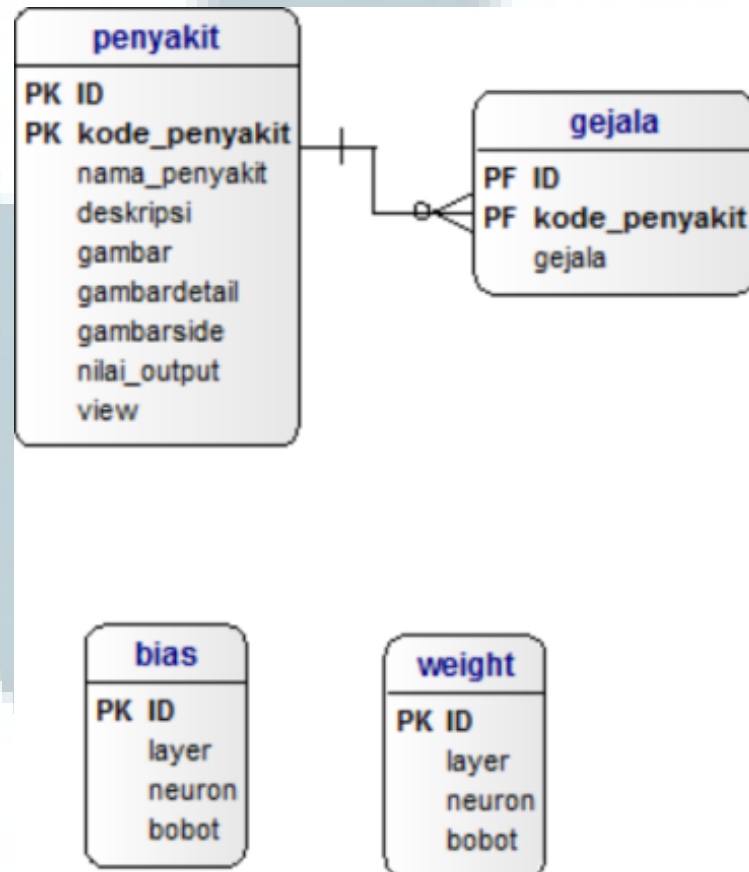 penyakit
PK ID
PK kode_penyakit
nama_penyakit
deskripsi
gambar
gambardetail
gambarside
nilai_output
view
gejala
PF ID
PF kode_penyakit
gejala
bias
PK ID
layer
neuron
bobot
weight
PK ID
layer
neuron
bobot